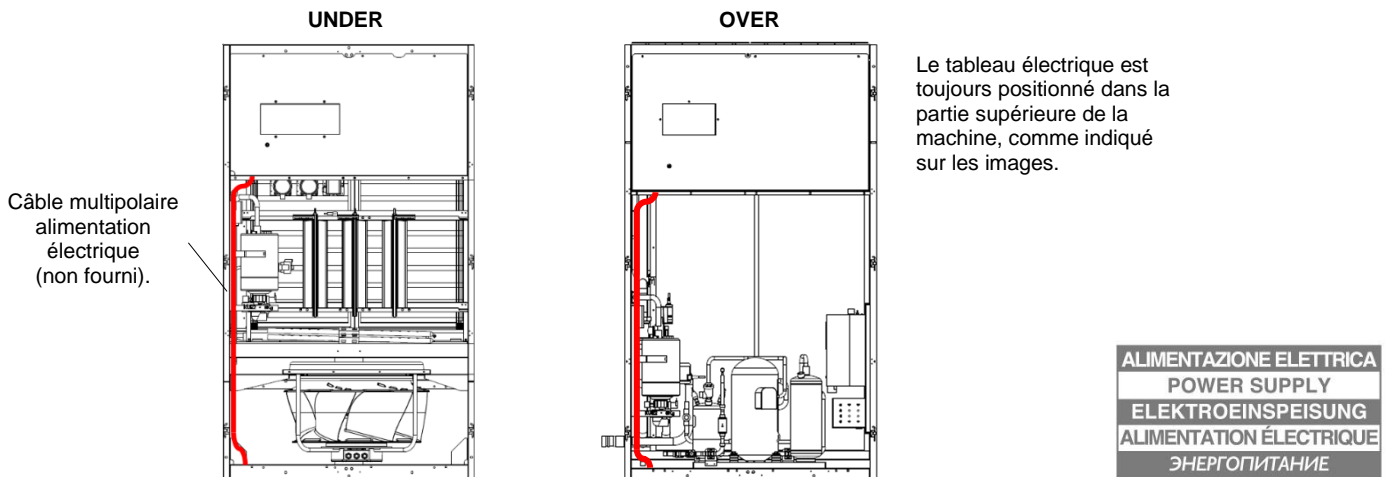 UNDER
OVER
Le tableau électrique est
toujours positionné dans la
partie supérieure de la
machine, comme indiqué
sur les images.
Câble multipolaire
alimentation
électrique
(non fourni).
ALIMENTAZIONE ELETTRICA
POWER SUPPLY
ELEKTROEINSPEISUNG
ALIMENTATION ÉLECTRIQUE
ЭНЕРГОПИТАНИЕ